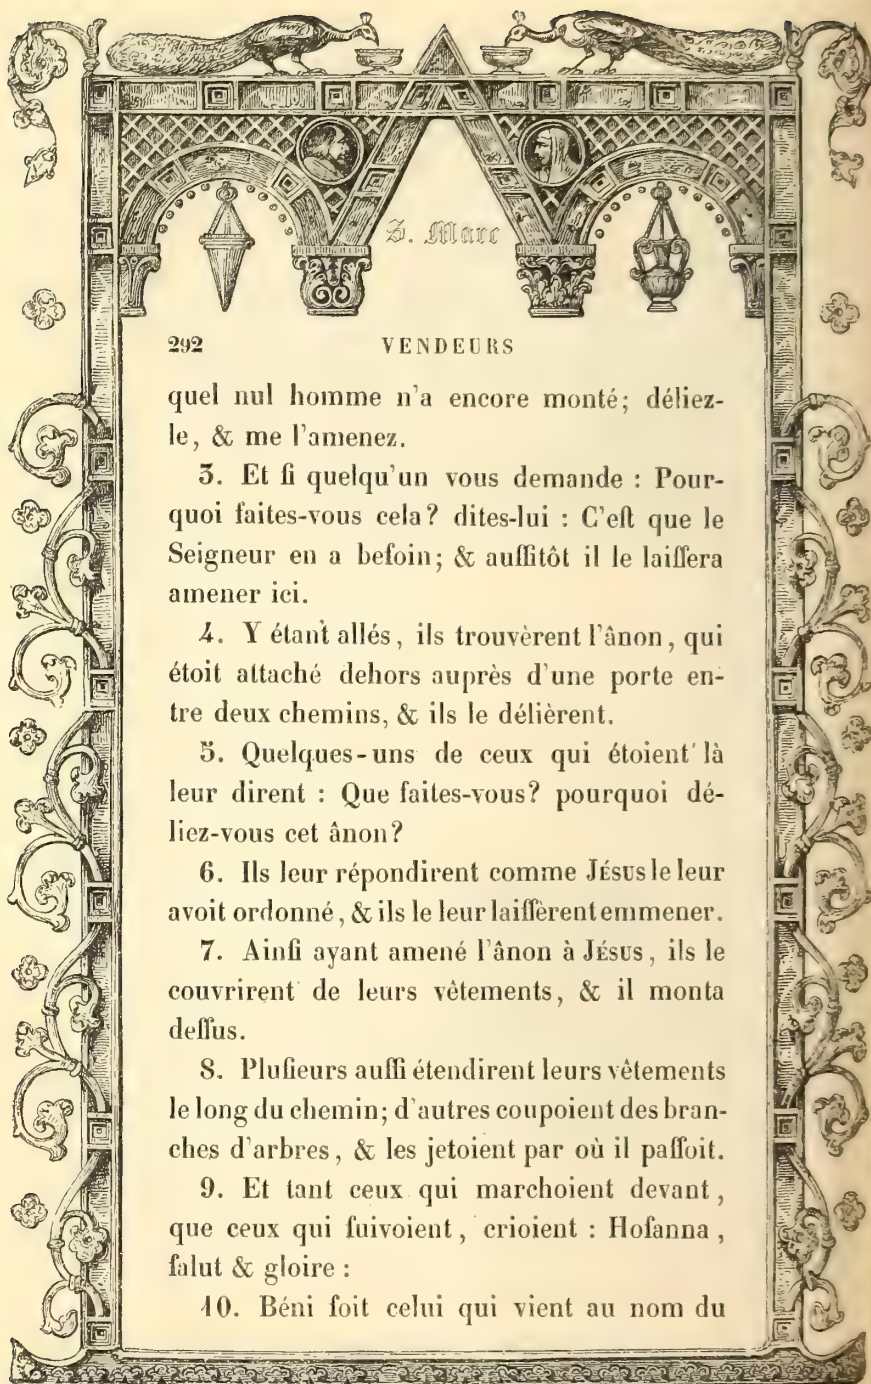 S. Marc
292 VENDEURS
quel nul homme n'a encore monté; déliez-
le, & me l'amenez.
3. Et ſi quelqu'un vous demande : Pour-
quoi faites-vous cela? dites-lui : C'eſt que le
Seigneur en a beſoin; & auſſitôt il le laiſſera
amener ici.
4. Y étant allés, ils trouvèrent l'ânon, qui
étoit attaché dehors auprès d'une porte en-
tre deux chemins, & ils le délièrent.
5. Quelques-uns de ceux qui étoient là
leur dirent : Que faites-vous? pourquoi dé-
liez-vous cet ânon?
6. Ils leur répondirent comme JÉSUS le leur
avoit ordonné, & ils le leur laiſſèrent emmener.
7. Ainſi ayant amené l'ânon à JÉSUS, ils le
couvrirent de leurs vêtements, & il monta
deſſus.
8. Pluſieurs auſſi étendirent leurs vêtements
le long du chemin; d'autres coupoient des bran-
ches d'arbres, & les jetoient par où il paſſoit.
9. Et tant ceux qui marchoient devant,
que ceux qui ſuivoient, crioient : Hoſanna,
ſalut & gloire :
10. Béni ſoit celui qui vient au nom du